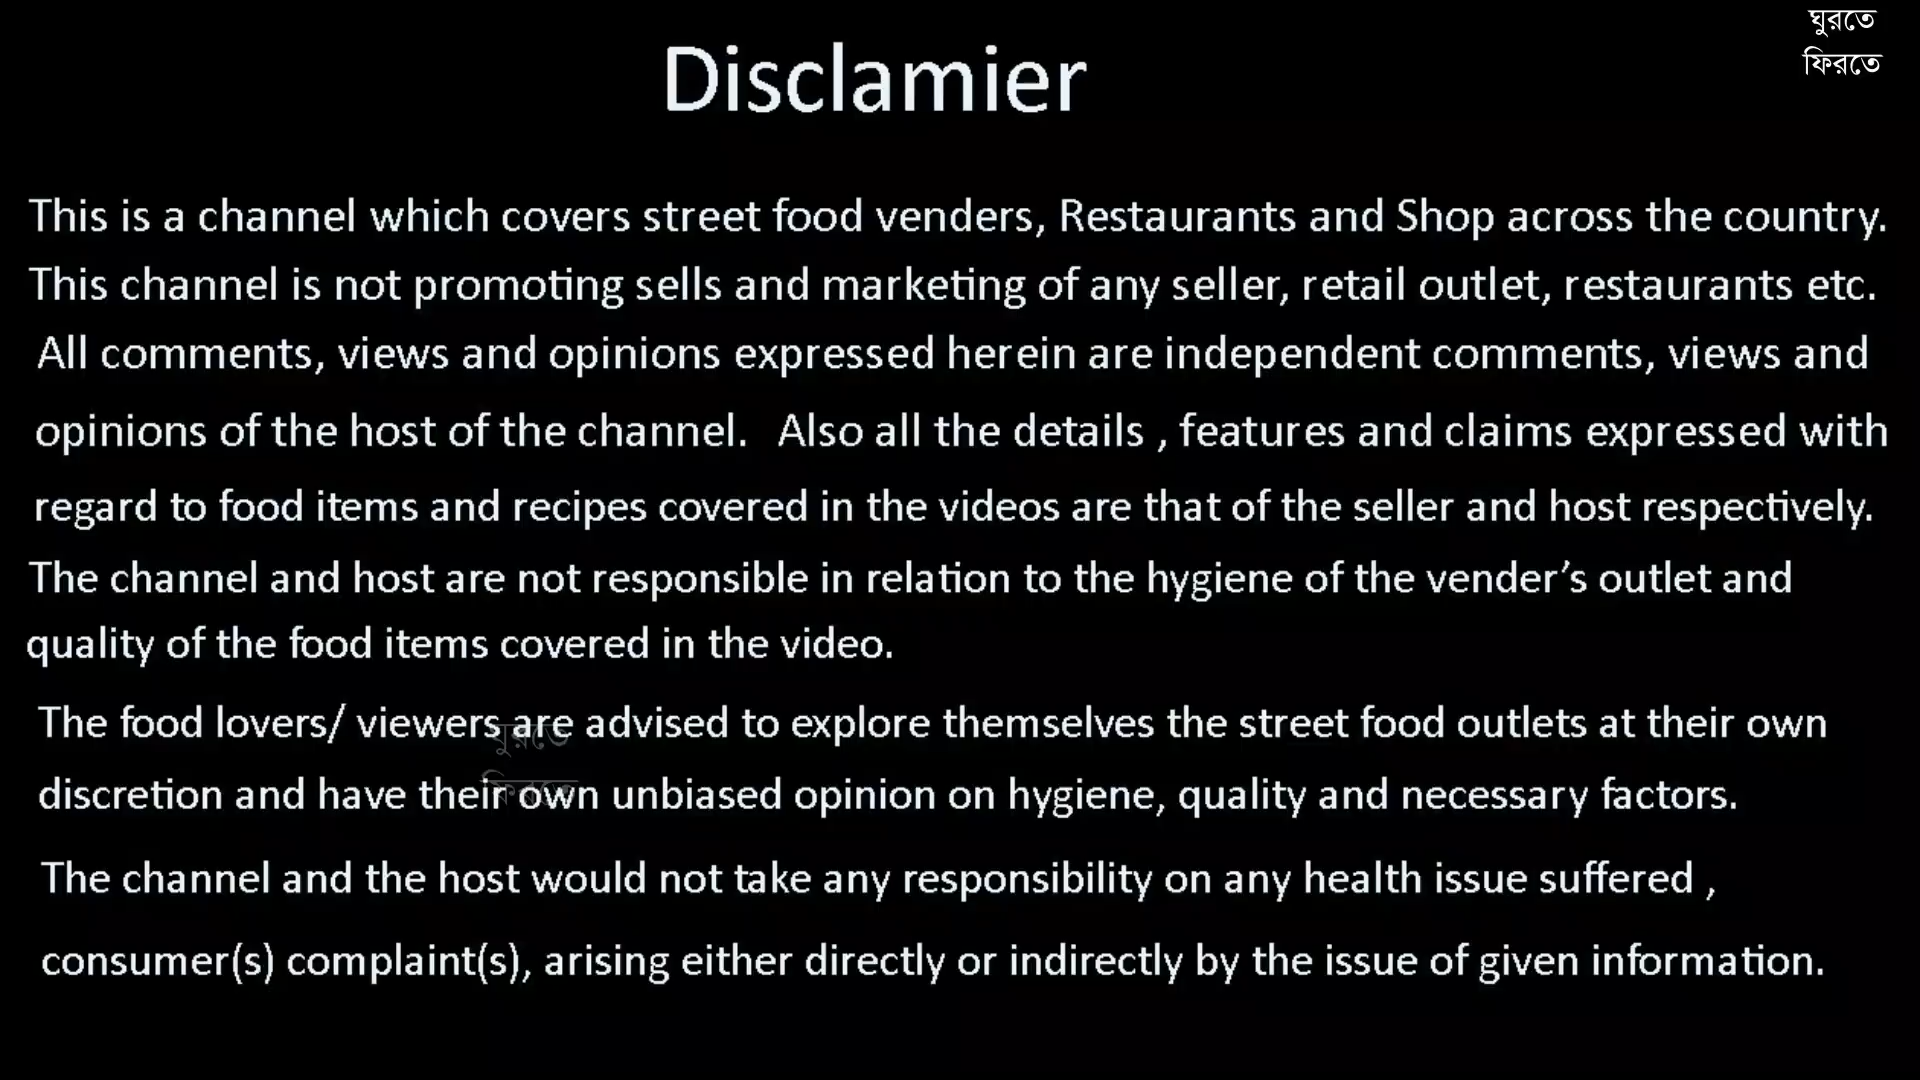 ঘুরতে
ফিরতে
Disclamier
This is a channel which covers street food venders, Restaurants and Shop across the country.
This channel is not promoting sells and marketing of any seller, retail outlet, restaurants etc.
All comments, views and opinions expressed herein are independent comments, views and
opinions of the host of the channel. Also all the details , features and claims expressed with
regard to food items and recipes covered in the videos are that of the seller and host respectively.
The channel and host are not responsible in relation to the hygiene of the vender’s outlet and
quality of the food items covered in the video.
The food lovers/ viewers are advised to explore themselves the street food outlets at their own
ঘুরতে
discretion and have their own unbiased opinion on hygiene, quality and necessary factors.
ফিরতে
The channel and the host would not take any responsibility on any health issue suffered ,
consumer(s) complaint(s), arising either directly or indirectly by the issue of given information.